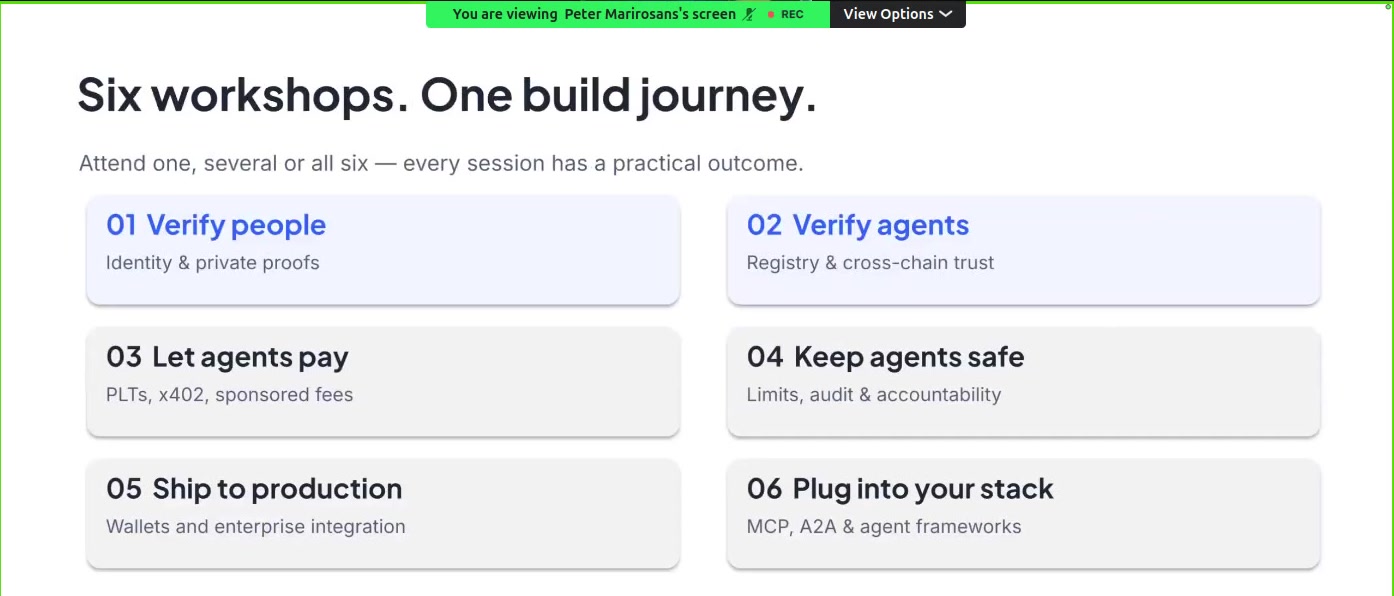 You are viewing Peter Marirosans's screen REC View Options
Six workshops. One build journey.
Attend one, several or all six — every session has a practical outcome.
01 Verify people
Identity & private proofs
02 Verify agents
Registry & cross-chain trust
03 Let agents pay
PLTs, x402, sponsored fees
04 Keep agents safe
Limits, audit & accountability
05 Ship to production
Wallets and enterprise integration
06 Plug into your stack
MCP, A2A & agent frameworks